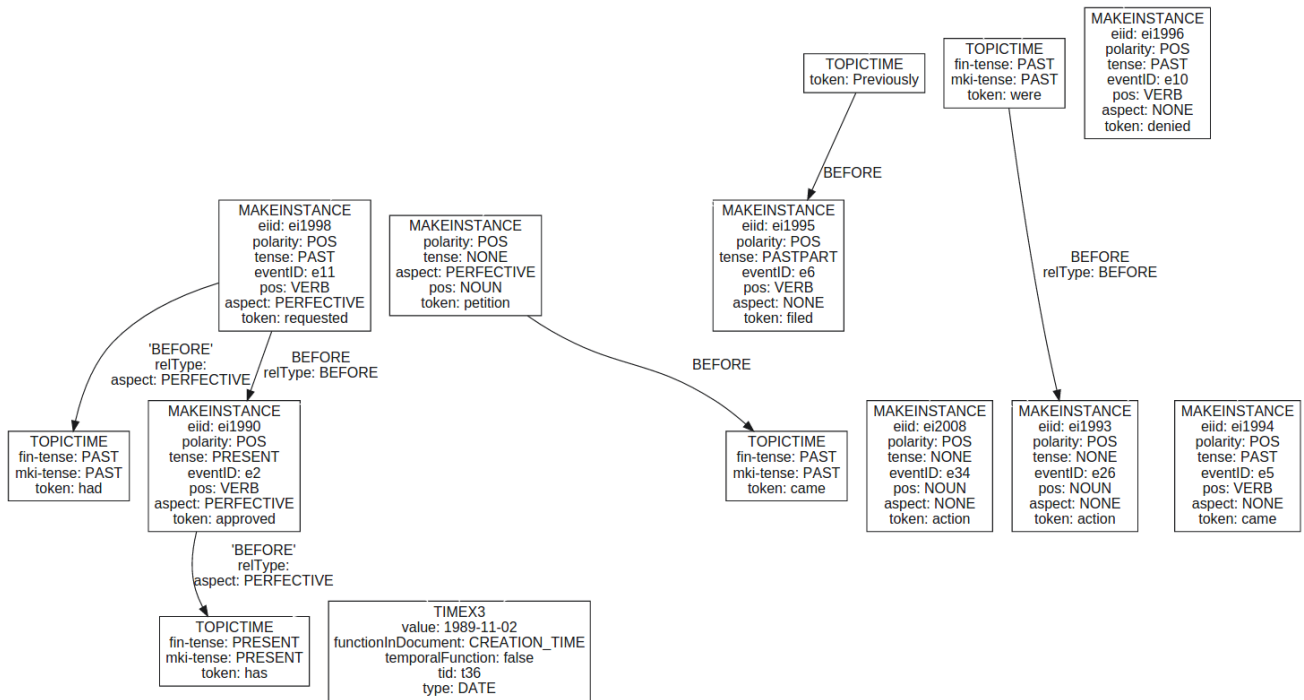 MAKEINSTANCE
eiid: ei1996
polarity: POS
tense: PAST
eventID: e10
pos: VERB
aspect: NONE
token: denied
TOPICTIME
fin-tense: PAST
mki-tense: PAST
token: were
TOPICTIME
token: Previously
BEFORE
MAKEINSTANCE
eiid: ei1998
polarity: POS
tense: PAST
eventID: e11
pos: VERB
aspect: PERFECTIVE
token: requested
MAKEINSTANCE
polarity: POS
tense: NONE
aspect: PERFECTIVE
pos: NOUN
token: petition
MAKEINSTANCE
eiid: ei1995
polarity: POS
tense: PASTPART
eventID: e6
pos: VERB
aspect: NONE
token: filed
BEFORE
relType: BEFORE
'BEFORE'
relType:
aspect: PERFECTIVE
BEFORE
relType: BEFORE
BEFORE
TOPICTIME
fin-tense: PAST
mki-tense: PAST
token: had
MAKEINSTANCE
eiid: ei1990
polarity: POS
tense: PRESENT
eventID: e2
pos: VERB
aspect: PERFECTIVE
token: approved
TOPICTIME
fin-tense: PAST
mki-tense: PAST
token: came
MAKEINSTANCE
eiid: ei2008
polarity: POS
tense: NONE
eventID: e34
pos: NOUN
aspect: NONE
token: action
MAKEINSTANCE
eiid: ei1993
polarity: POS
tense: NONE
eventID: e26
pos: NOUN
aspect: NONE
token: action
MAKEINSTANCE
eiid: ei1994
polarity: POS
tense: PAST
eventID: e5
pos: VERB
aspect: NONE
token: came
'BEFORE'
relType:
aspect: PERFECTIVE
TOPICTIME
fin-tense: PRESENT
mki-tense: PRESENT
token: has
TIMEX3
value: 1989-11-02
functionInDocument: CREATION_TIME
temporalFunction: false
tid: t36
type: DATE